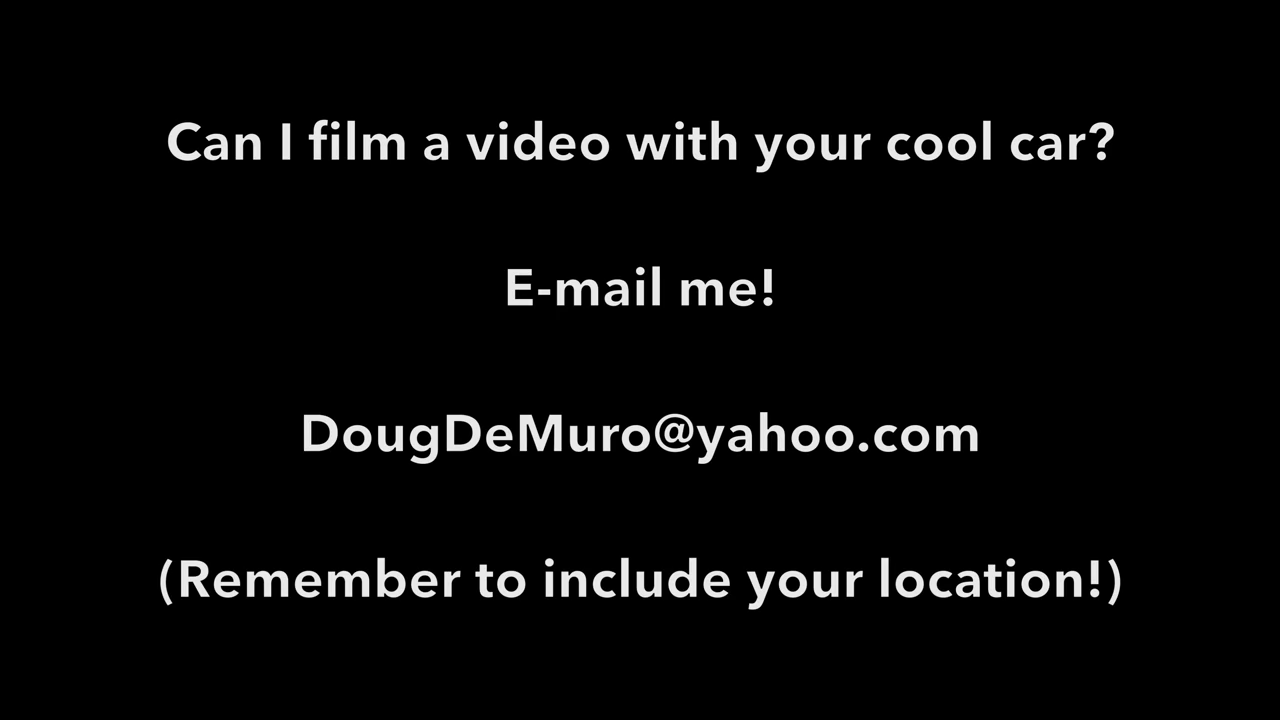 Can I film a video with your cool car?
E-mail me!
DougDeMuro@yahoo.com
(Remember to include your location!)